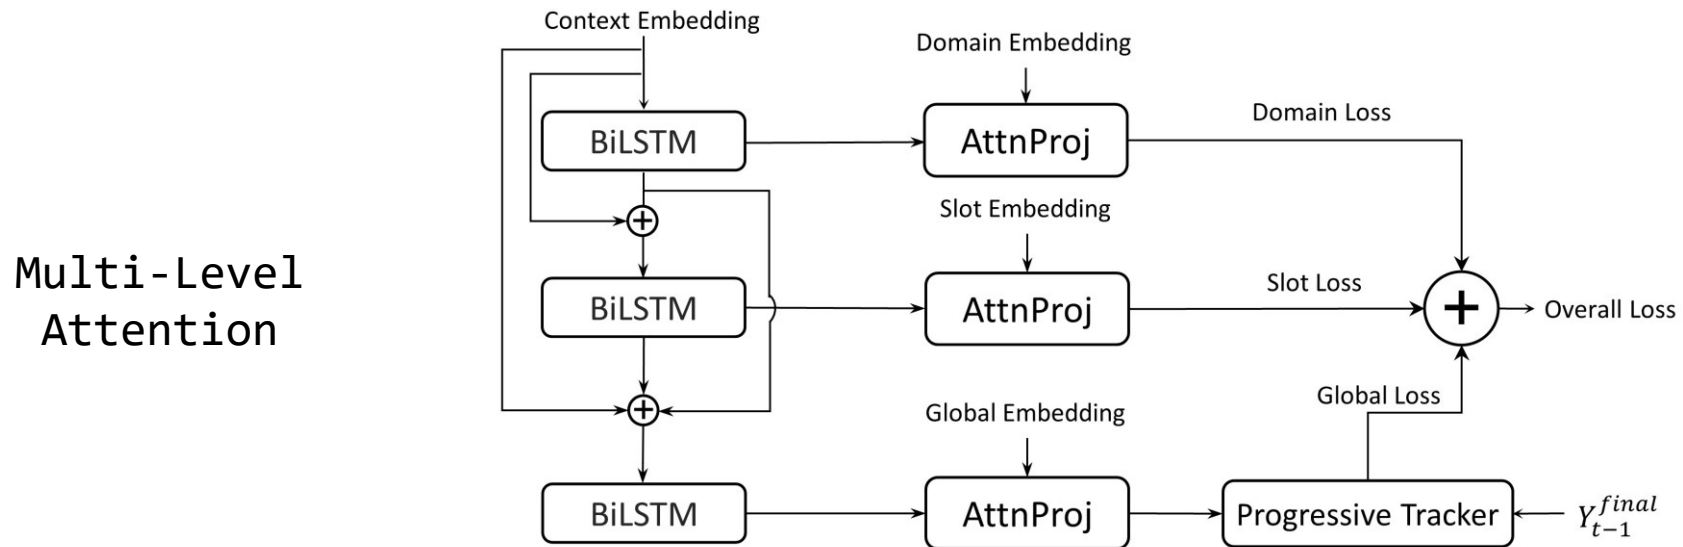 Context Embedding
Domain Embedding
Domain Loss
BiLSTM
AttnProj
Slot Embedding
Multi-Level
Attention
Slot Loss
BiLSTM
AttnProj
+
Overall Loss
Global Loss
Global Embedding
BiLSTM
AttnProj
Progressive Tracker
$Y_{t-1}^{final}$